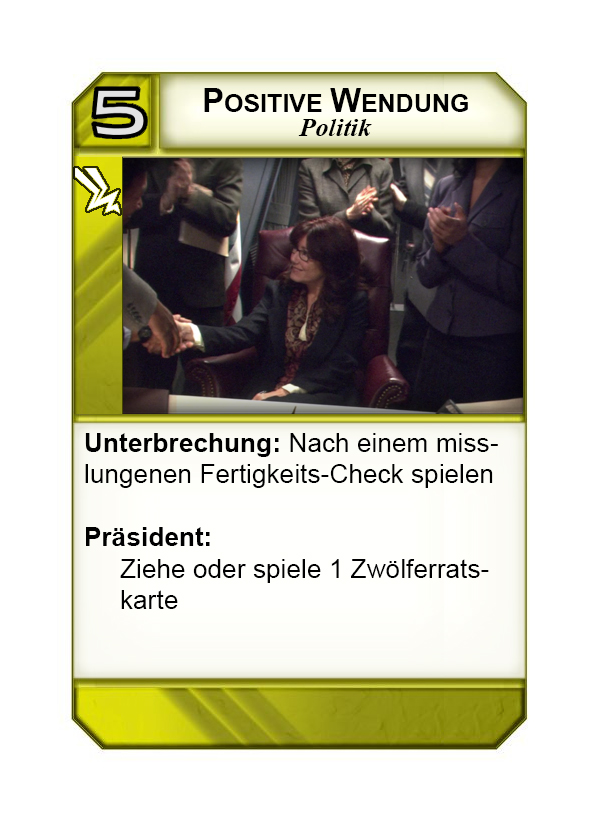 5
POSITIVE WENDUNG
Politik
Unterbrechung: Nach einem miss-
lungenen Fertigkeits-Check spielen
Präsident:
Ziehe oder spiele 1 Zwölferrats-
karte